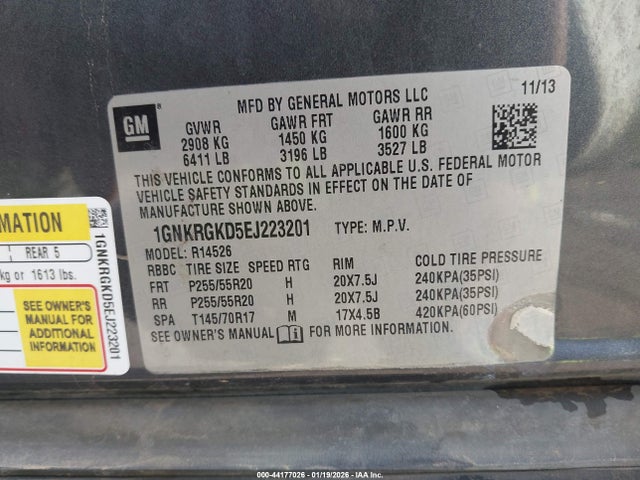 11/13
MFD BY GENERAL MOTORS LLC
GM
GVWR GAWR FRT GAWR RR
2908 KG 1450 KG 1600 KG
6411 LB 3196 LB 3527 LB
THIS VEHICLE CONFORMS TO ALL APPLICABLE U.S. FEDERAL MOTOR
VEHICLE SAFETY STANDARDS IN EFFECT ON THE DATE OF
MANUFACTURE SHOWN ABOVE.
1GNKRGKD5EJ223201 TYPE: M.P.V.
MODEL: R14526
RBBC TIRE SIZE SPEED RTG RIM COLD TIRE PRESSURE
FRT P255/55R20 H 20X7.5J 240KPA(35PSI)
RR P255/55R20 H 20X7.5J 240KPA(35PSI)
SPA T145/70R17 M 17X4.5B 420KPA(60PSI)
SEE OWNER'S MANUAL FOR MORE INFORMATION.
MATION
REAR 5
kg or 1613 lbs.
SEE OWNER'S
MANUAL FOR
ADDITIONAL
INFORMATION
1GNKRGKD5EJ223201
000-44177026 - 01/19/2026 - IAAI, INC.